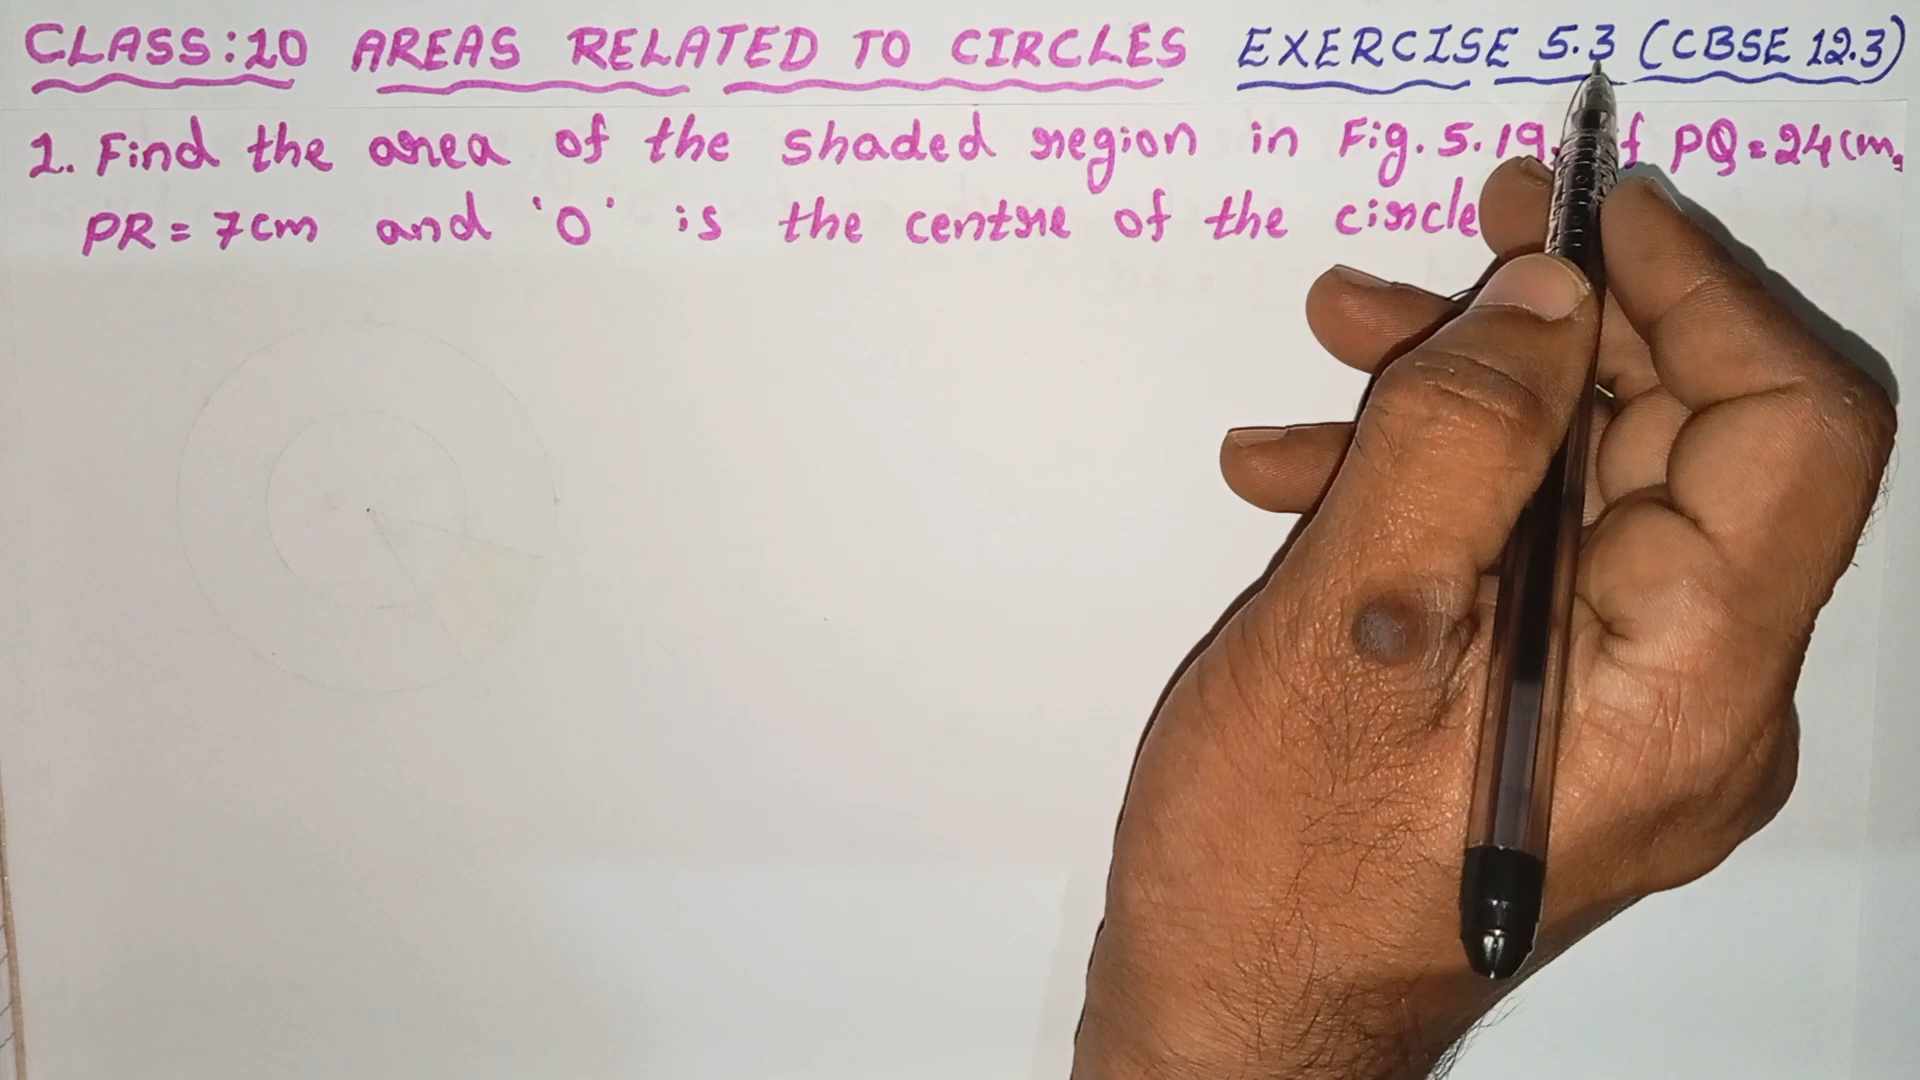 CLASS:10 AREAS RELATED TO CIRCLES EXERCISE 5.3 (CBSE 12.3)
1. Find the area of the shaded region in Fig. 5.19, if PQ = 24cm,
PR = 7cm and 'O' is the centre of the circle